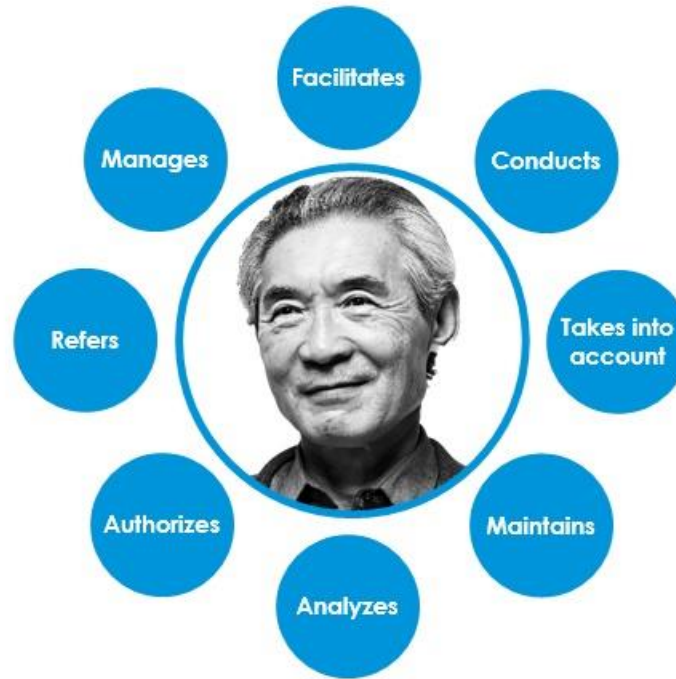 Facilitates
Conducts
Takes into
account
Maintains
Analyzes
Authorizes
Refers
Manages